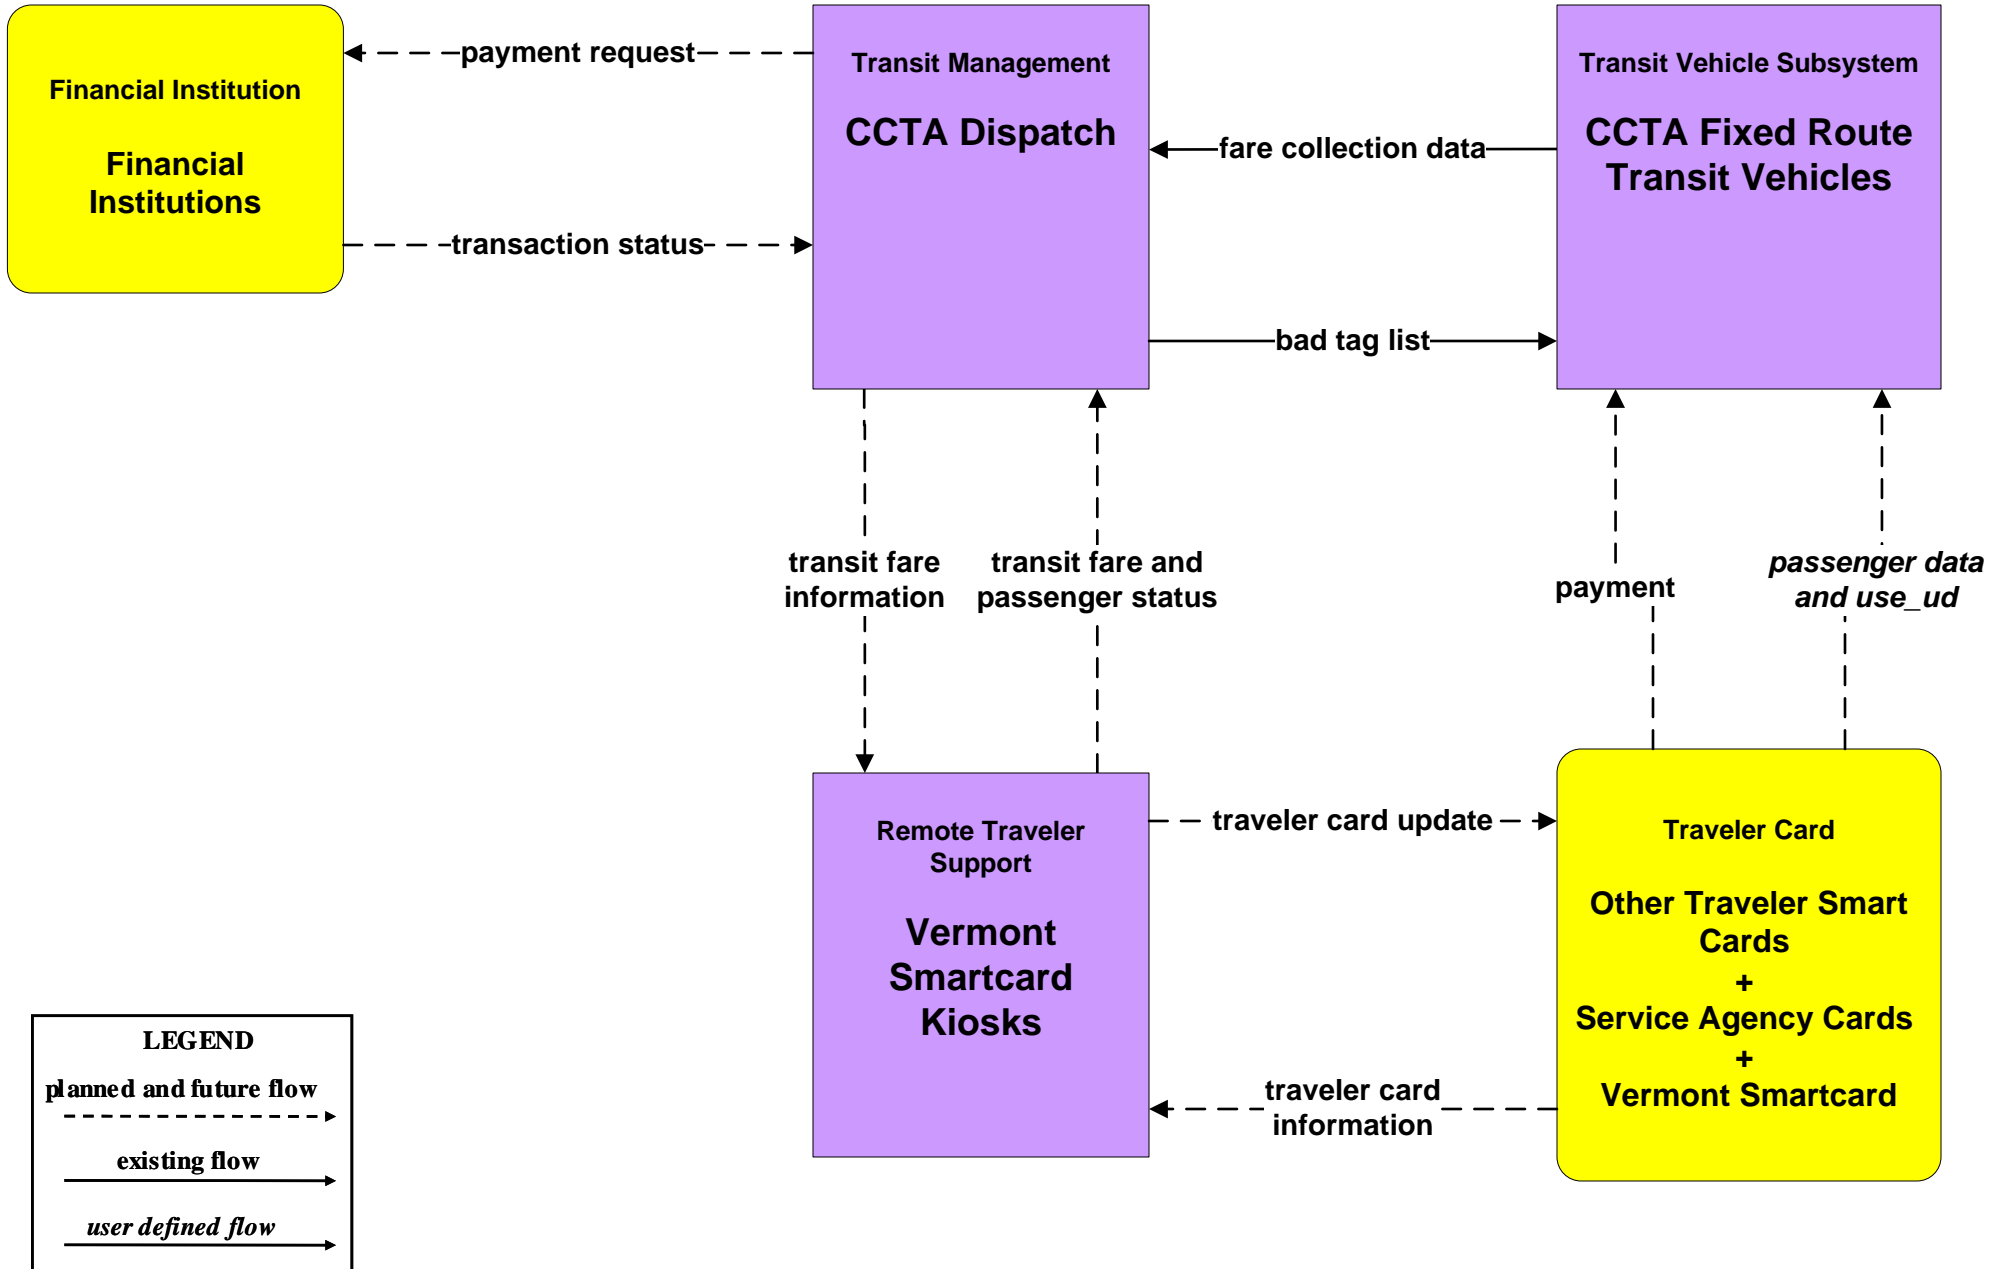 Financial Institution
Financial
Institutions
payment request
transaction status
Transit Management
CCTA Dispatch
fare collection data
bad tag list
Transit Vehicle Subsystem
CCTA Fixed Route
Transit Vehicles
transit fare
information
transit fare and
passenger status
payment
passenger data
and use_ud
Remote Traveler
Support
Vermont
Smartcard
Kiosks
traveler card update
traveler card
information
Traveler Card
Other Traveler Smart
Cards
+
Service Agency Cards
+
Vermont Smartcard
LEGEND
planned and future flow
existing flow
user defined flow